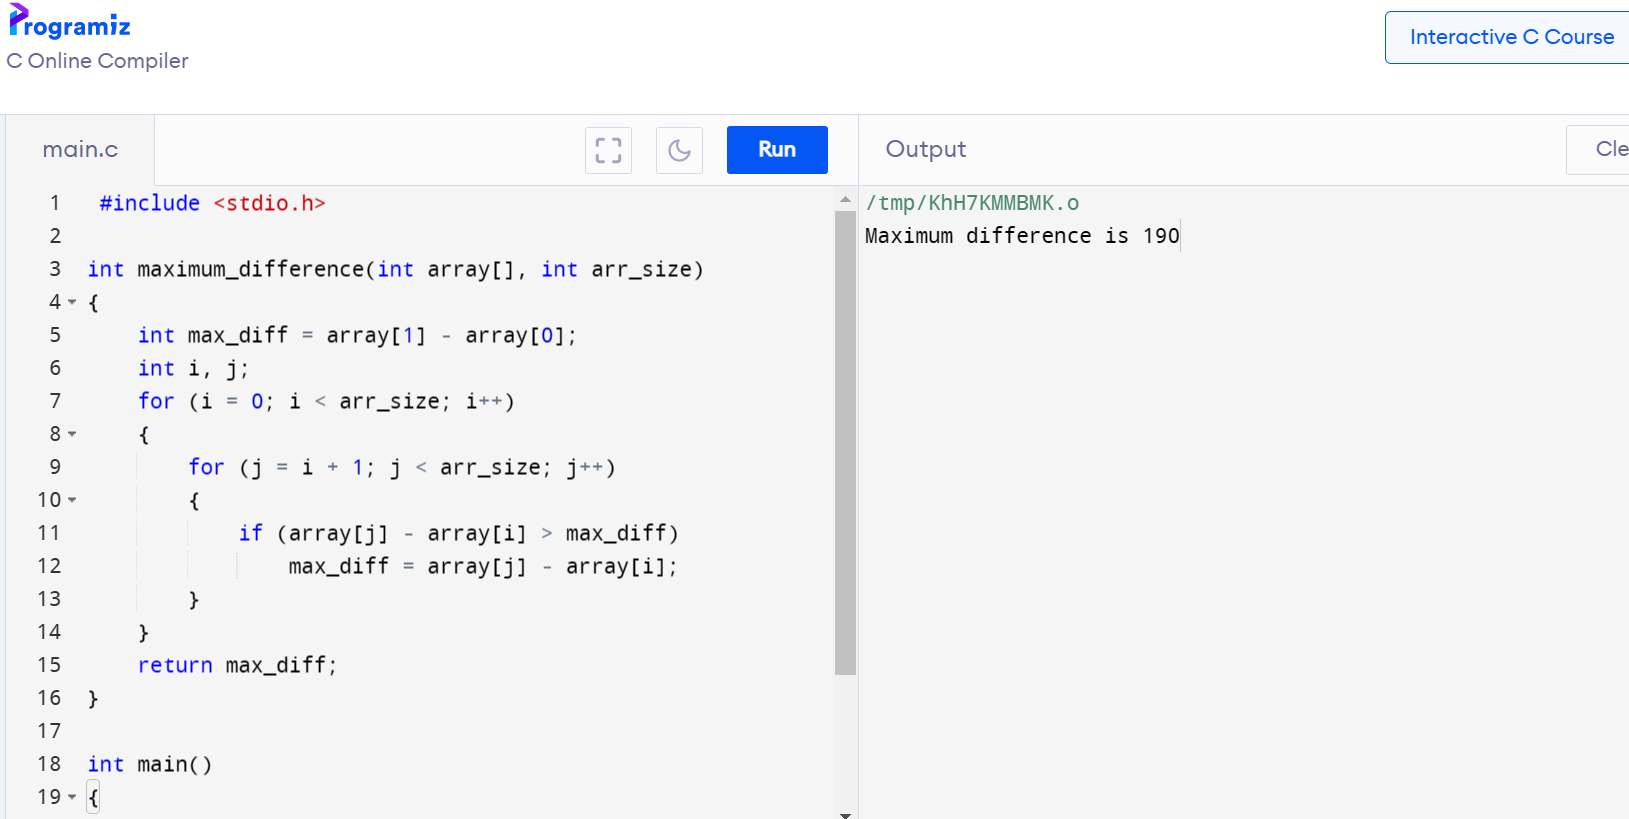 Programiz
C Online Compiler
Interactive C Course
main.c
Run
Output
Cle
1 #include <stdio.h>
2
3 int maximum_difference(int array[], int arr_size)
4 {
5 int max_diff = array[1] - array[0];
6 int i, j;
7 for (i = 0; i < arr_size; i++)
8 {
9 for (j = i + 1; j < arr_size; j++)
10 {
11 if (array[j] - array[i] > max_diff)
12 max_diff = array[j] - array[i];
13 }
14 }
15 return max_diff;
16 }
17
18 int main()
19 {
/tmp/KhH7KMMBMK.o
Maximum difference is 190